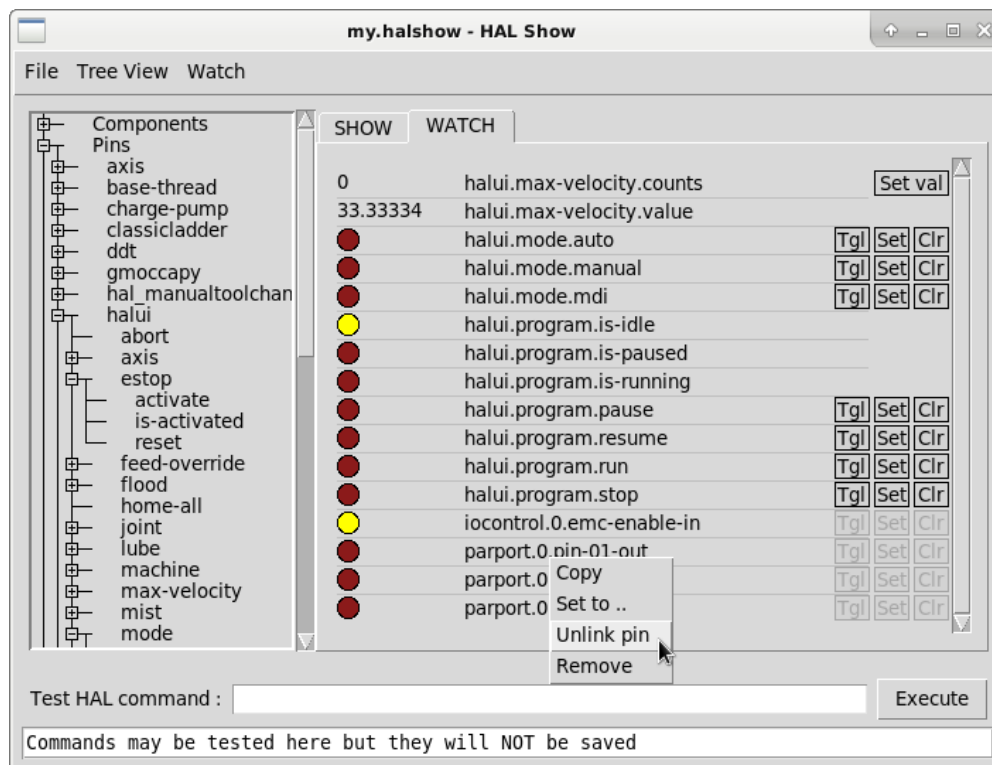 my.halshow - HAL Show
File Tree View Watch
Components
Pins
axis
base-thread
charge-pump
classicladder
ddt
gmoccapy
hal_manualtoolchan
halui
abort
axis
estop
activate
is-activated
reset
feed-override
flood
home-all
joint
lube
machine
max-velocity
mist
mode
SHOW WATCH
0 halui.max-velocity.counts Set val
33.33334 halui.max-velocity.value
halui.mode.auto Tgl Set Clr
halui.mode.manual Tgl Set Clr
halui.mode.mdi Tgl Set Clr
halui.program.is-idle
halui.program.is-paused
halui.program.is-running
halui.program.pause Tgl Set Clr
halui.program.resume Tgl Set Clr
halui.program.run Tgl Set Clr
halui.program.stop Tgl Set Clr
iocontrol.0.emc-enable-in Tgl Set Clr
parport.0.pin-01-out Tgl Set Clr
parport.0 Tgl Set Clr
parport.0 Tgl Set Clr
Copy
Set to ..
Unlink pin
Remove
Test HAL command : Execute
Commands may be tested here but they will NOT be saved